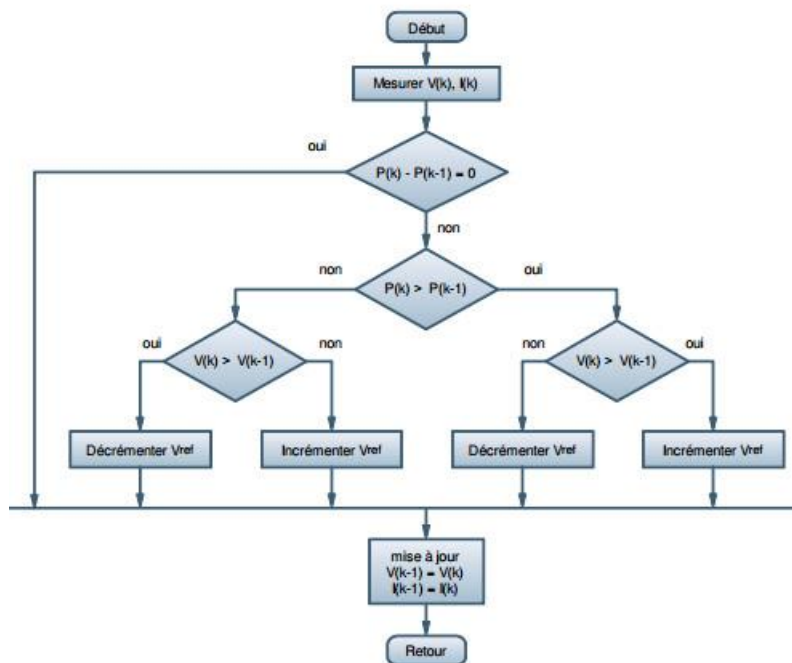 Début
Mesurer V(k), I(k)
oui
P(k) - P(k-1) = 0
non
non
oui
P(k) > P(k-1)
oui
V(k) > V(k-1)
non
non
V(k) > V(k-1)
oui
Décrémenter Vref
Incrémenter Vref
Décrémenter Vref
Incrémenter Vref
mise à jour
V(k-1) = V(k)
I(k-1) = I(k)
Retour